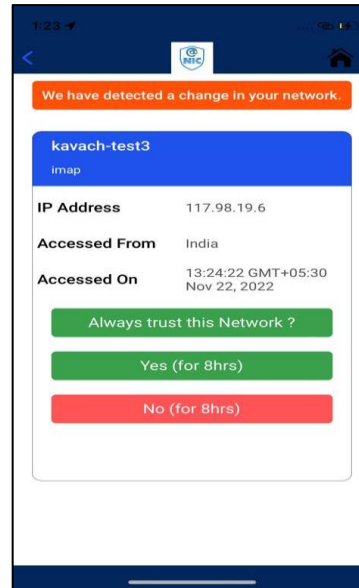 1:23
@
NIC
We have detected a change in your network.
kavach-test3
imap
IP Address 117.98.19.6
Accessed From India
Accessed On 13:24:22 GMT+05:30
Nov 22, 2022
Always trust this Network ?
Yes (for 8hrs)
No (for 8hrs)